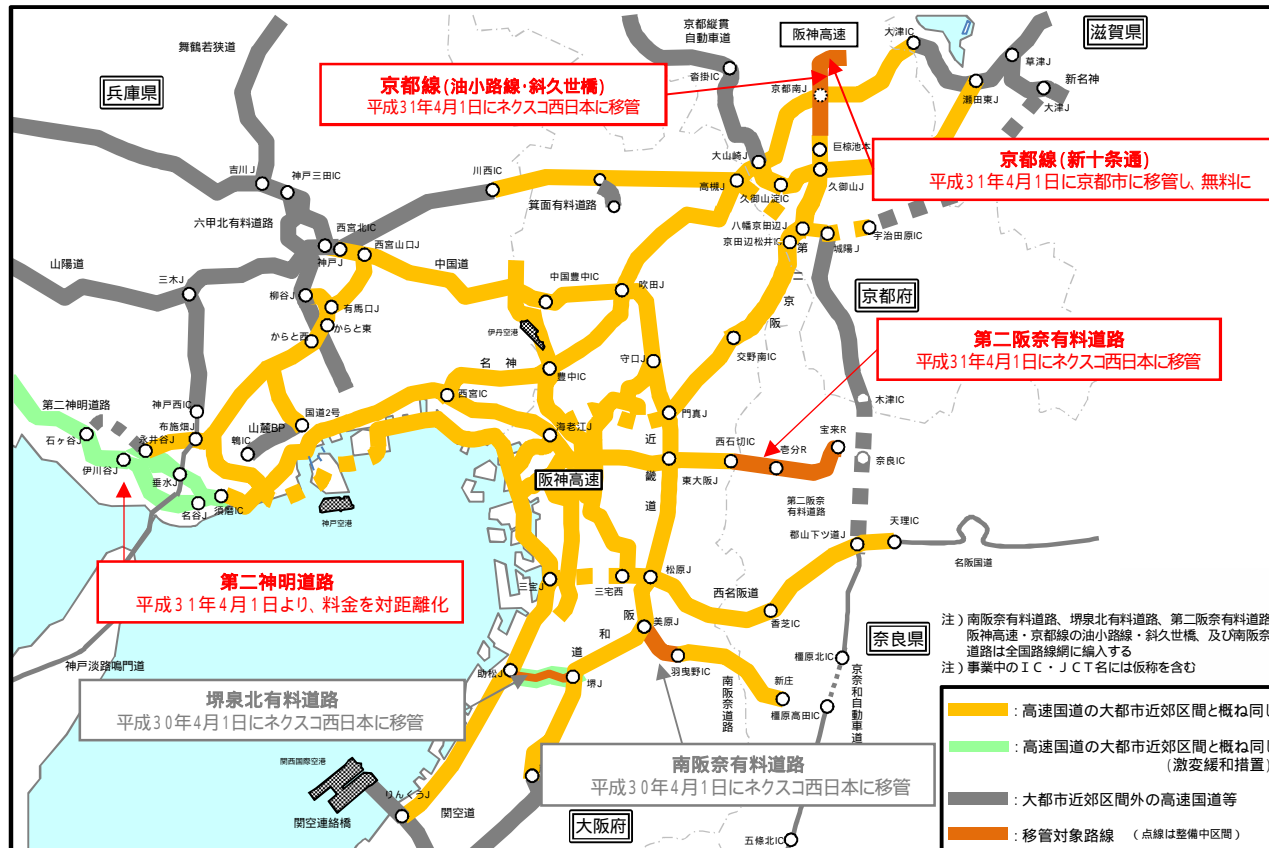 舞鶴若狭道
京都縦貫
自動車道
阪神高速
大津IC
滋賀県
草津J
新名神
沓掛IC
兵庫県
京都線(油小路線・斜久世橋)
平成31年4月1日にネクスコ西日本に移管
京都南J
瀬田東J
大津J
巨椋池本
京都線(新十条通)
平成31年4月1日に京都市に移管し、無料に
大山崎J
吉川J
神戸三田IC
川西IC
高槻J
久御山淀IC
久御山J
箕面有料道路
六甲北有料道路
西宮北IC
西宮山口J
神戸J
八幡京田辺J
京田辺松井IC
城陽J
宇治田原IC
第二京阪
山陽道
三木J
中国道
中国豊中IC
吹田J
柳谷J
有馬口J
からと東
からと西
伊丹空港
京都府
第二阪奈有料道路
平成31年4月1日にネクスコ西日本に移管
名神
豊中IC
守口J
交野南IC
西宮IC
木津IC
第二神明道路
神戸西IC
国道2号
布施畑J
山麓BP
石ヶ谷J
永井谷J
鵯IC
海老江J
門真J
近畿道
西石切IC
壱分R
宝来R
奈良IC
伊川谷J
垂水J
阪神高速
東大阪J
第二阪奈
有料道路
名谷J
須磨IC
神戸空港
天理IC
郡山下ツ道J
名阪国道
第二神明道路
平成31年4月1日より、料金を対距離化
三宝J
三宅西
松原J
西名阪道
香芝IC
阪和道
美原J
注)南阪奈有料道路、堺泉北有料道路、第二阪奈有料道路
阪神高速・京都線の油小路線・斜久世橋、及び南阪奈
道路は全国路線網に編入する
注)事業中のIC・JCT名には仮称を含む
奈良県
橿原北IC
神戸淡路鳴門道
助松J
堺J
羽曳野IC
新庄
橿原高田IC
南阪奈道路
京奈和自動車道
堺泉北有料道路
平成30年4月1日にネクスコ西日本に移管
南阪奈有料道路
平成30年4月1日にネクスコ西日本に移管
関西国際空港
りんくうJ
関空連絡橋
関空道
大阪府
五條北IC
:高速国道の大都市近郊区間と概ね同じ
:高速国道の大都市近郊区間と概ね同じ
(激変緩和措置)
:大都市近郊区間外の高速国道等
:移管対象路線 (点線は整備中区間)